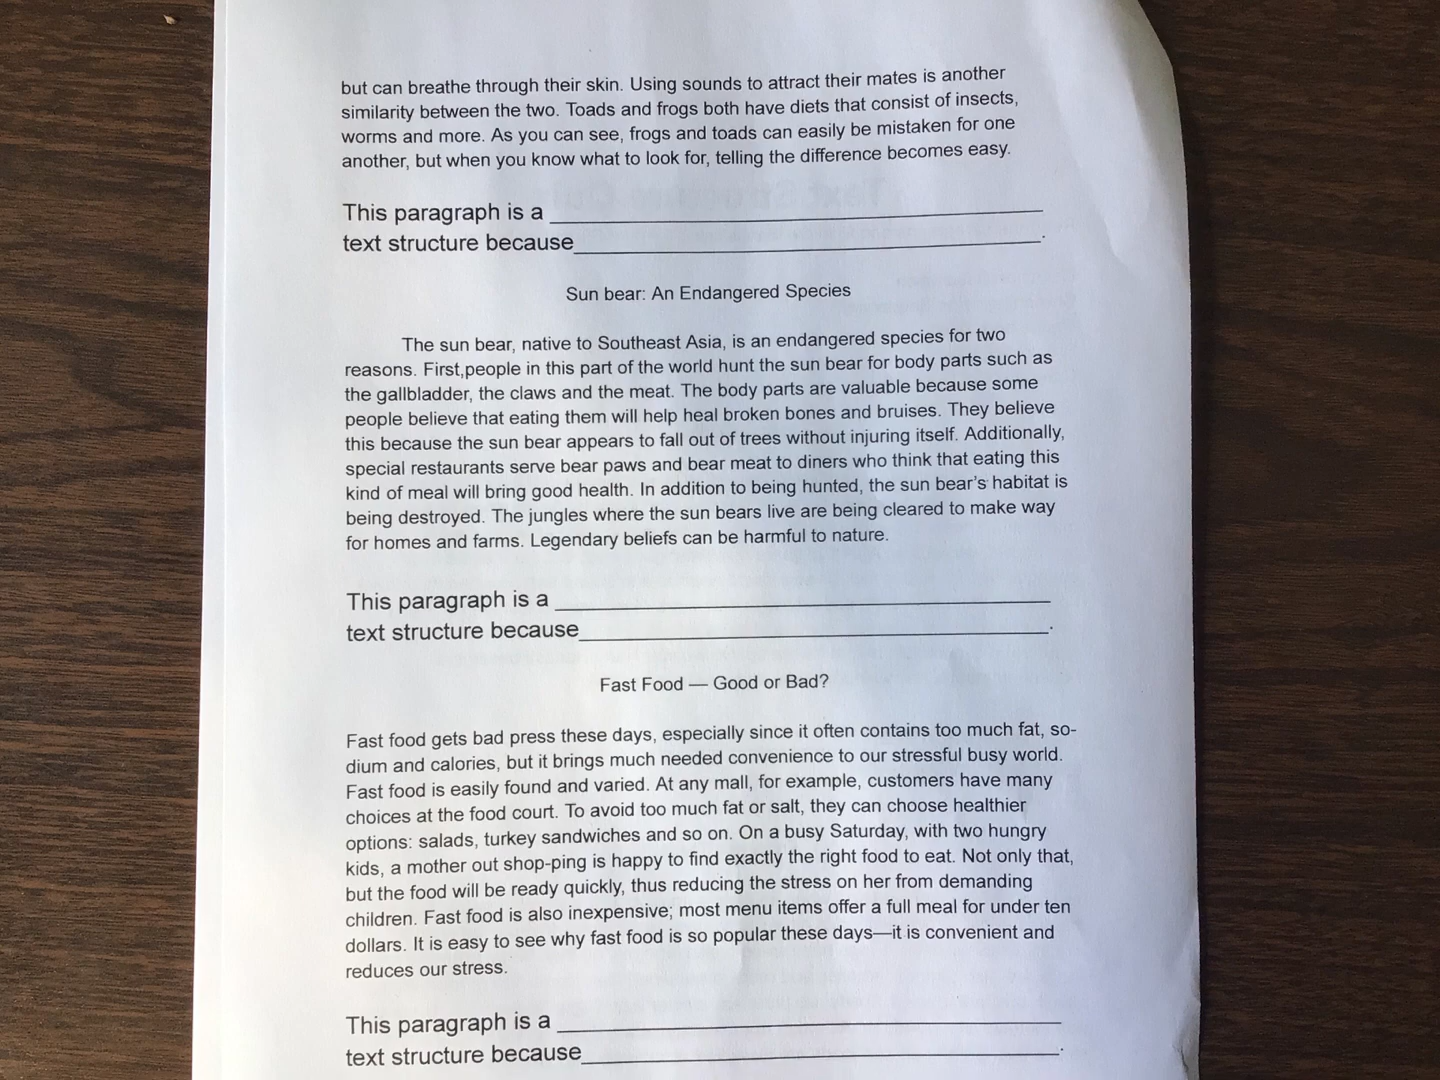 but can breathe through their skin. Using sounds to attract their mates is another
similarity between the two. Toads and frogs both have diets that consist of insects,
worms and more. As you can see, frogs and toads can easily be mistaken for one
another, but when you know what to look for, telling the difference becomes easy.
This paragraph is a ____________________
text structure because____________________.
Sun bear: An Endangered Species
The sun bear, native to Southeast Asia, is an endangered species for two
reasons. First,people in this part of the world hunt the sun bear for body parts such as
the gallbladder, the claws and the meat. The body parts are valuable because some
people believe that eating them will help heal broken bones and bruises. They believe
this because the sun bear appears to fall out of trees without injuring itself. Additionally,
special restaurants serve bear paws and bear meat to diners who think that eating this
kind of meal will bring good health. In addition to being hunted, the sun bear's habitat is
being destroyed. The jungles where the sun bears live are being cleared to make way
for homes and farms. Legendary beliefs can be harmful to nature.
This paragraph is a ____________________
text structure because____________________.
Fast Food — Good or Bad?
Fast food gets bad press these days, especially since it often contains too much fat, so-
dium and calories, but it brings much needed convenience to our stressful busy world.
Fast food is easily found and varied. At any mall, for example, customers have many
choices at the food court. To avoid too much fat or salt, they can choose healthier
options: salads, turkey sandwiches and so on. On a busy Saturday, with two hungry
kids, a mother out shop-ping is happy to find exactly the right food to eat. Not only that,
but the food will be ready quickly, thus reducing the stress on her from demanding
children. Fast food is also inexpensive; most menu items offer a full meal for under ten
dollars. It is easy to see why fast food is so popular these days—it is convenient and
reduces our stress.
This paragraph is a ____________________
text structure because____________________.